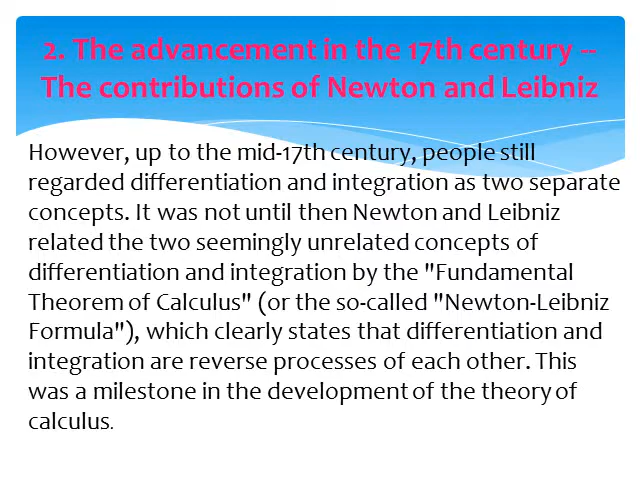 2. The advancement in the 17th century –
The contributions of Newton and Leibniz
However, up to the mid-17th century, people still
regarded differentiation and integration as two separate
concepts. It was not until then Newton and Leibniz
related the two seemingly unrelated concepts of
differentiation and integration by the "Fundamental
Theorem of Calculus" (or the so-called "Newton-Leibniz
Formula"), which clearly states that differentiation and
integration are reverse processes of each other. This
was a milestone in the development of the theory of
calculus.